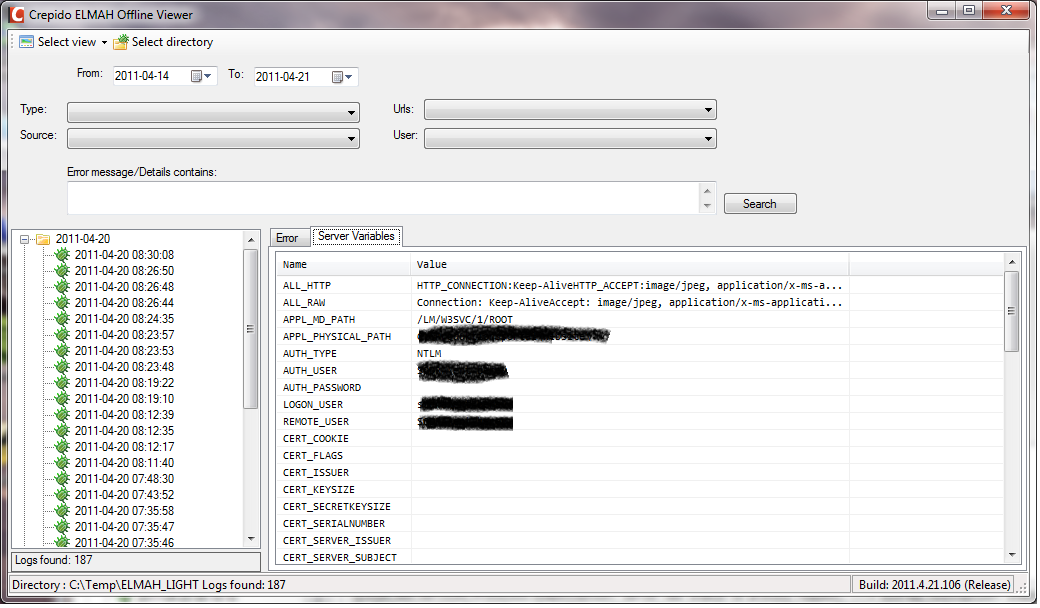 Crepido ELMAH Offline Viewer
Select view Select directory
From: 2011-04-14 To: 2011-04-21
Type: Urls:
Source: User:
Error message/Details contains:
Search
2011-04-20
2011-04-20 08:30:08
2011-04-20 08:26:50
2011-04-20 08:26:48
2011-04-20 08:26:44
2011-04-20 08:24:35
2011-04-20 08:23:57
2011-04-20 08:23:53
2011-04-20 08:23:48
2011-04-20 08:19:22
2011-04-20 08:19:10
2011-04-20 08:12:39
2011-04-20 08:12:35
2011-04-20 08:12:17
2011-04-20 08:11:40
2011-04-20 07:48:30
2011-04-20 07:43:52
2011-04-20 07:35:58
2011-04-20 07:35:47
2011-04-20 07:35:46
Logs found: 187
Error Server Variables
Name Value
ALL_HTTP HTTP_CONNECTION:Keep-AliveHTTP_ACCEPT:image/jpeg, application/x-ms-a...
ALL_RAW Connection: Keep-AliveAccept: image/jpeg, application/x-ms-applicati...
APPL_MD_PATH /LM/W3SVC/1/ROOT
APPL_PHYSICAL_PATH
AUTH_TYPE NTLM
AUTH_USER
AUTH_PASSWORD
LOGON_USER
REMOTE_USER
CERT_COOKIE
CERT_FLAGS
CERT_ISSUER
CERT_KEYSIZE
CERT_SECRETKEYSIZE
CERT_SERIALNUMBER
CERT_SERVER_ISSUER
CERT_SERVER_SUBJECT
Directory : C:\Temp\ELMAH_LIGHT Logs found: 187
Build: 2011.4.21.106 (Release)